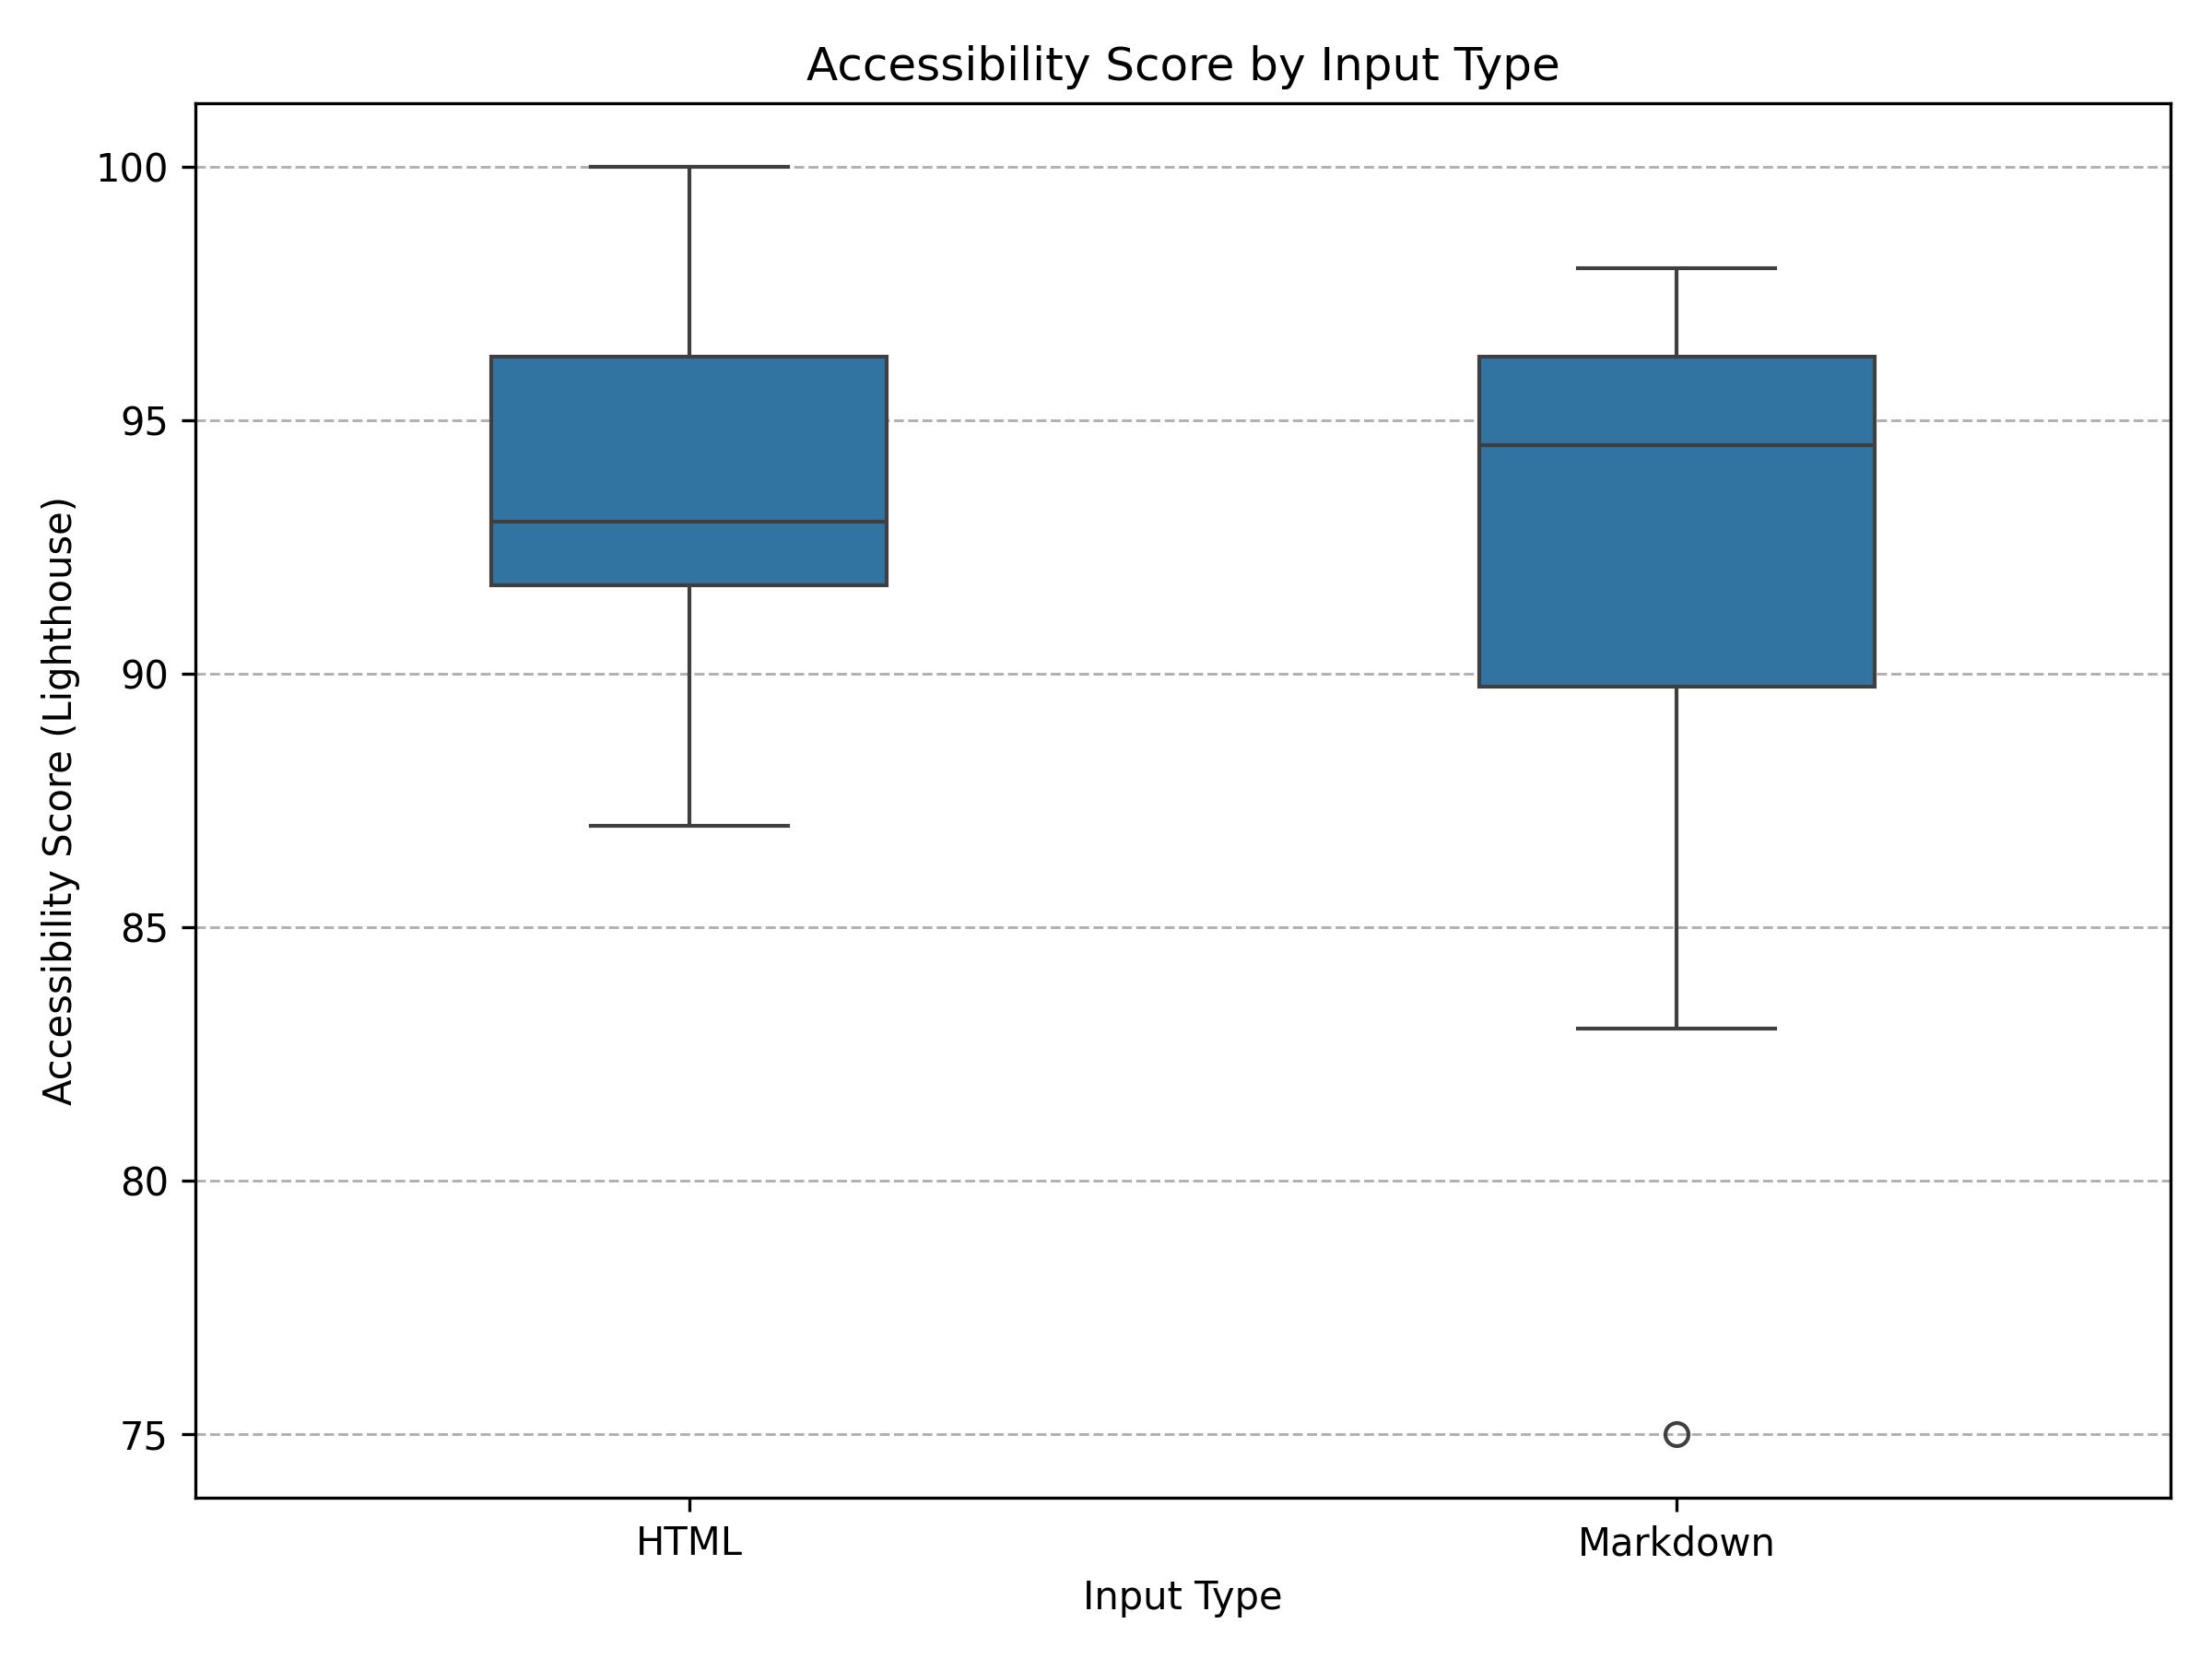 Accessibility Score by Input Type
Accessibility Score (Lighthouse)
100
95
90
85
80
75
HTML
Markdown
Input Type